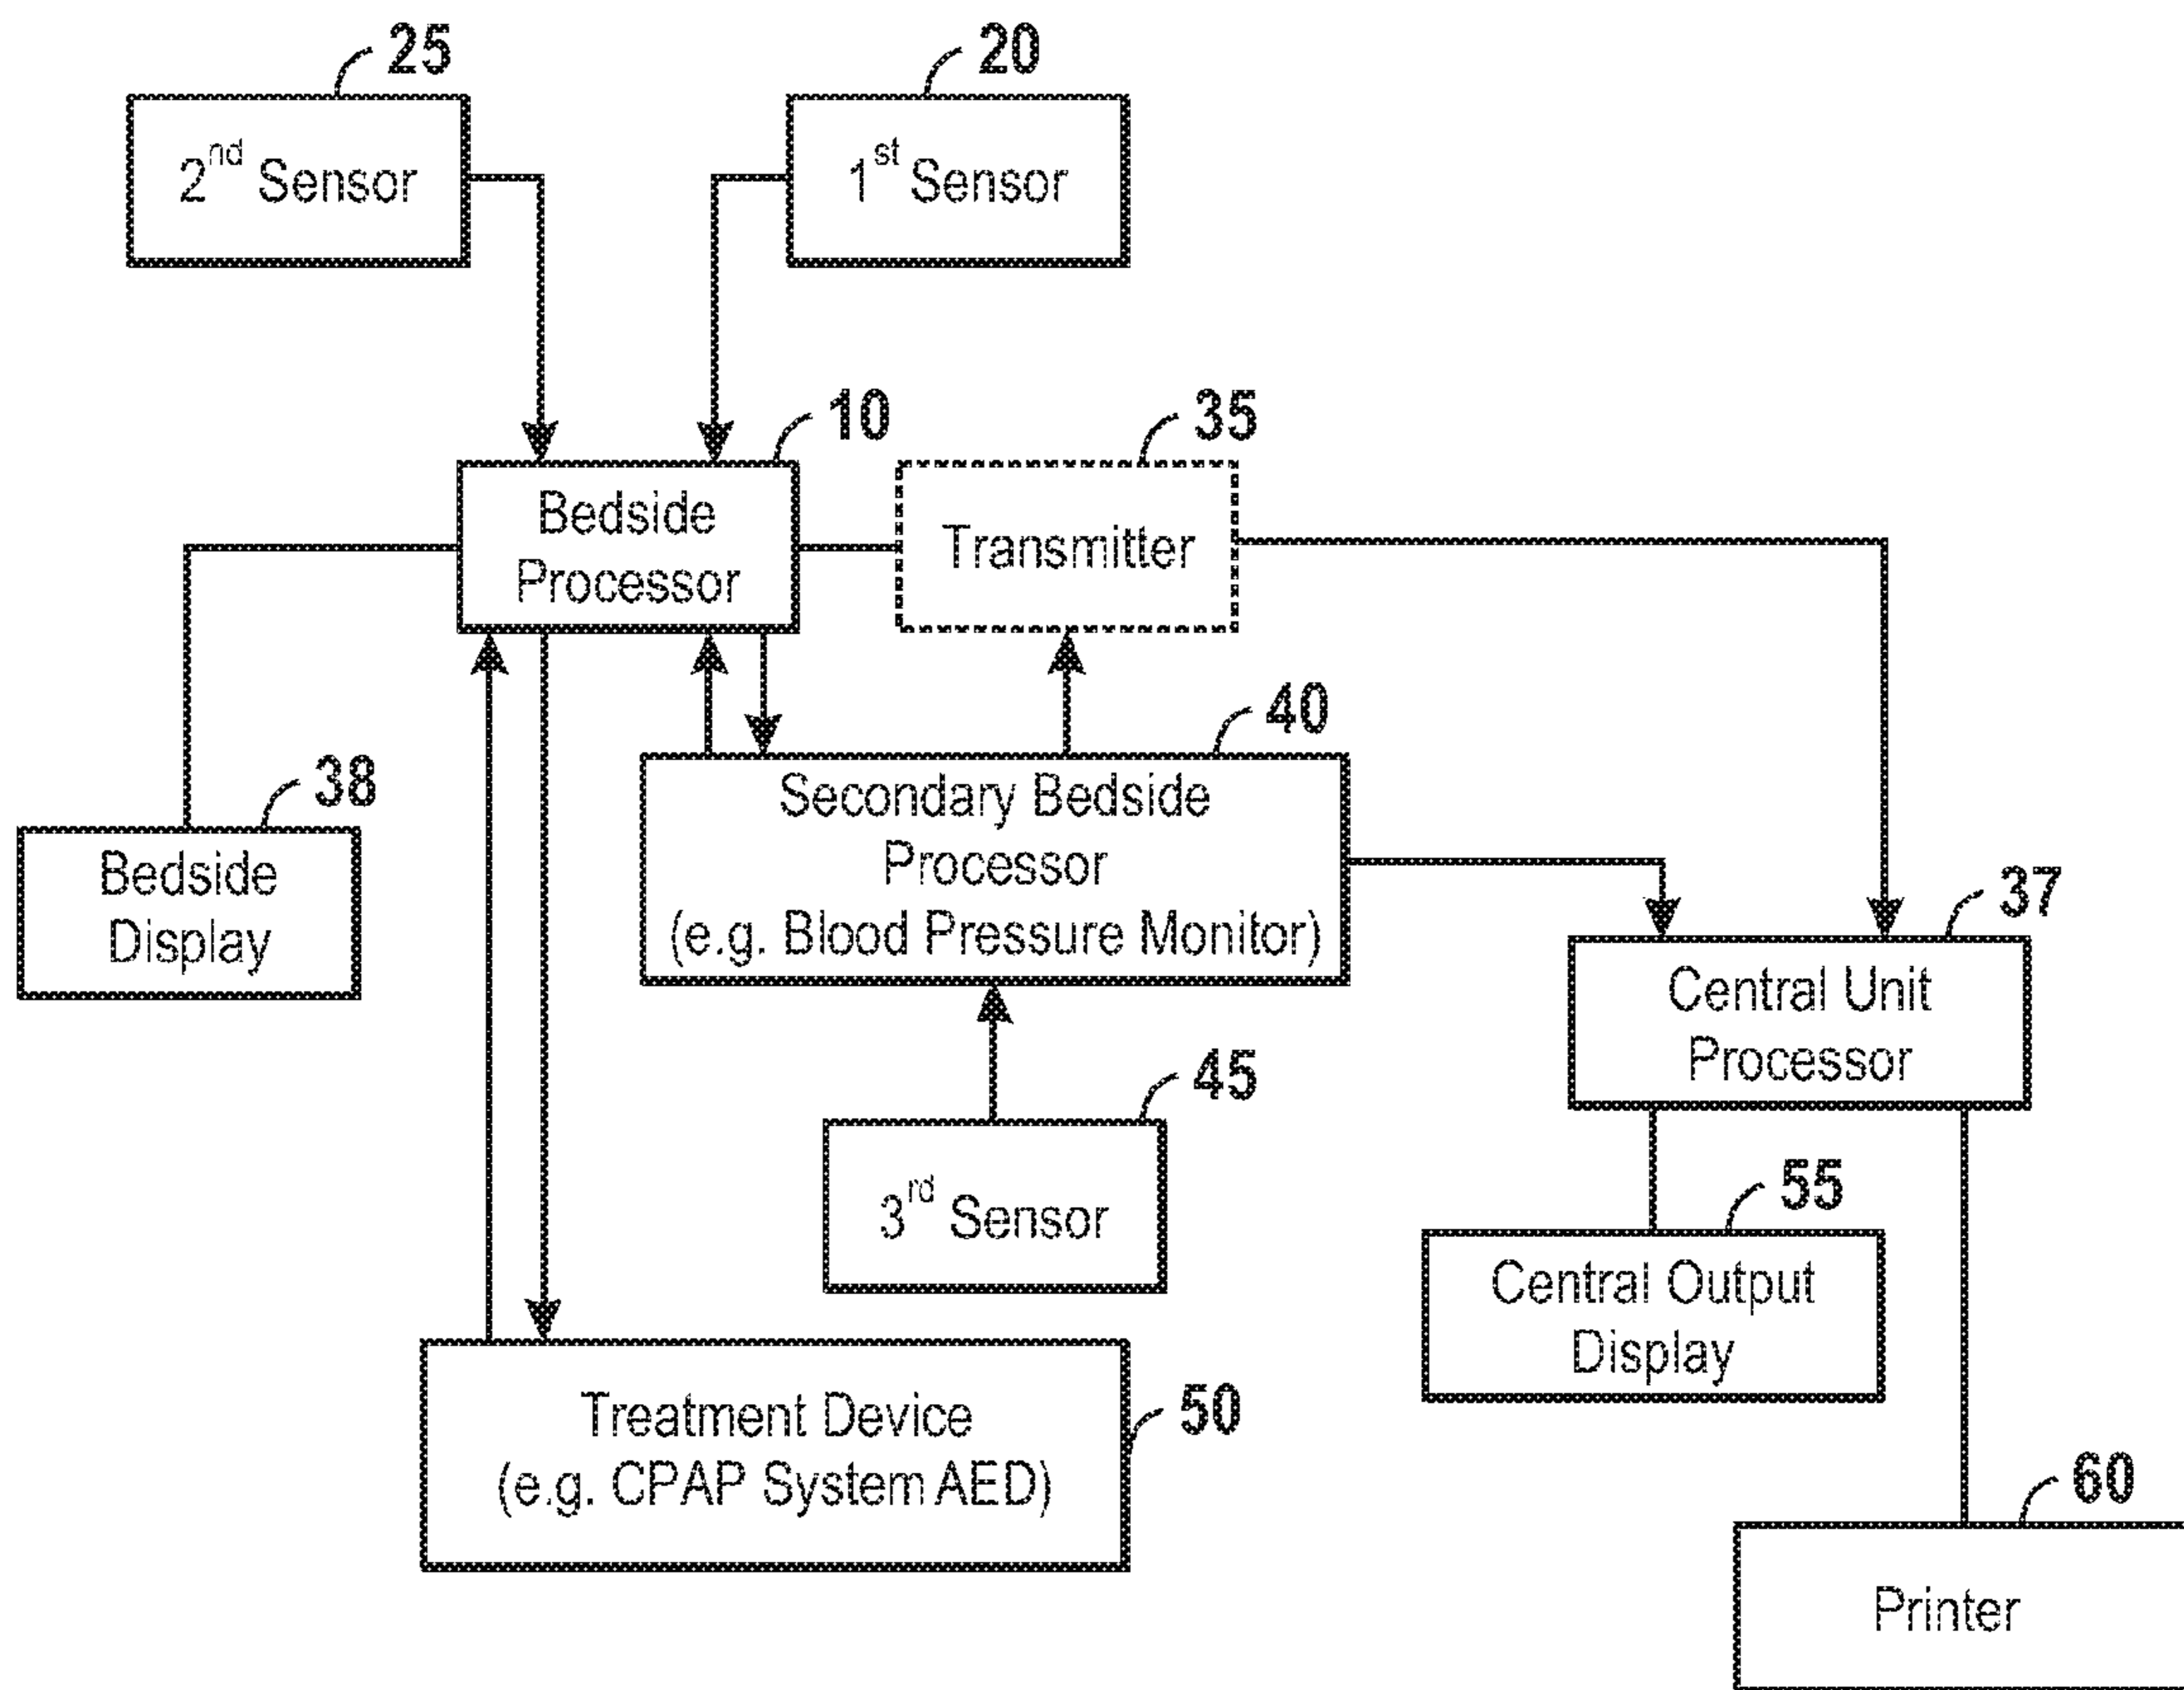 25
20
2nd Sensor
1st Sensor
10
35
Bedside
Processor
Transmitter
40
38
Secondary Bedside
Processor
(e.g. Blood Pressure Monitor)
Bedside
Display
37
Central Unit
Processor
45
3rd Sensor
55
Central Output
Display
Treatment Device
(e.g. CPAP System AED)
50
60
Printer